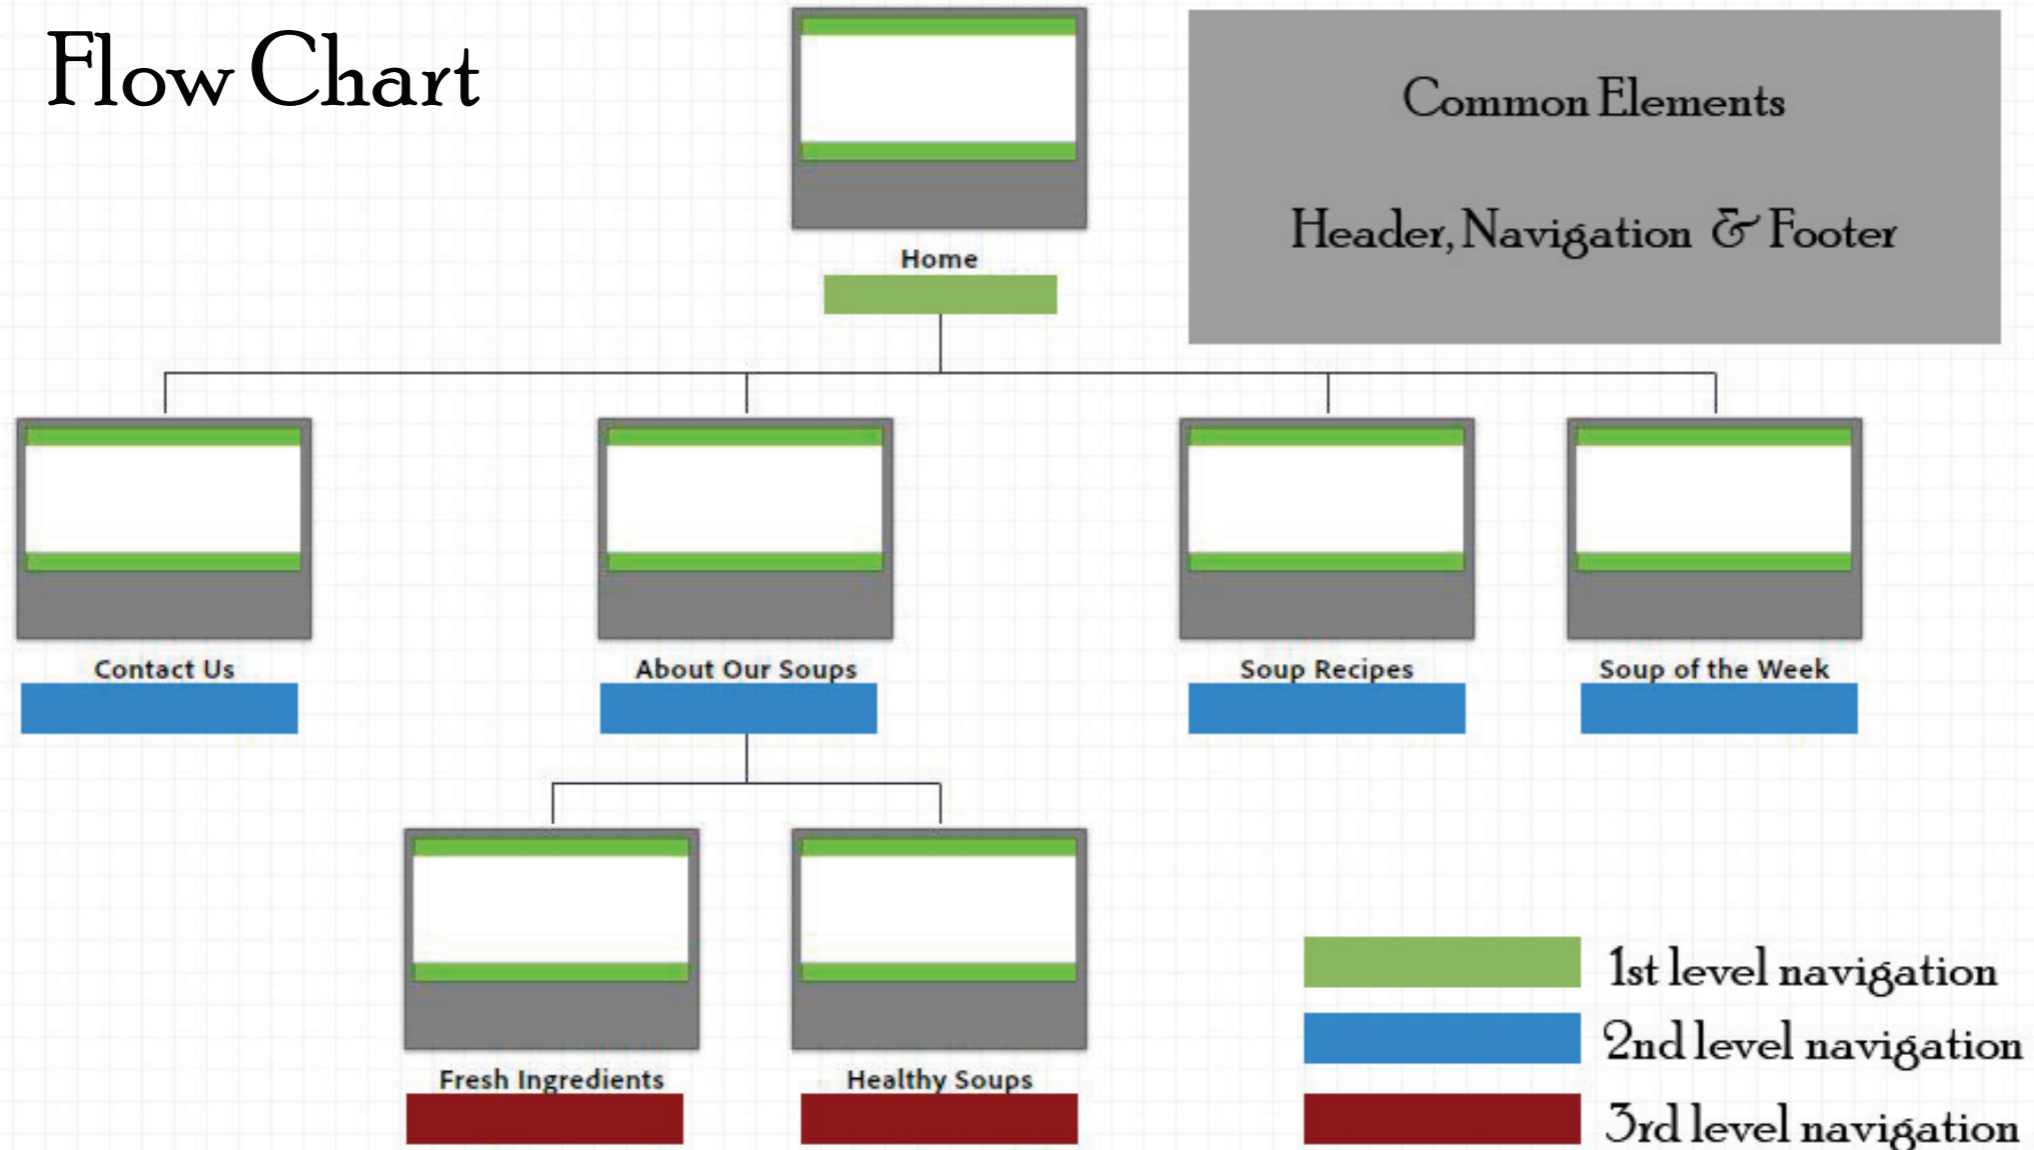 Flow Chart
Common Elements
Header, Navigation & Footer
Home
Contact Us
About Our Soups
Soup Recipes
Soup of the Week
Fresh Ingredients
Healthy Soups
1st level navigation
2nd level navigation
3rd level navigation